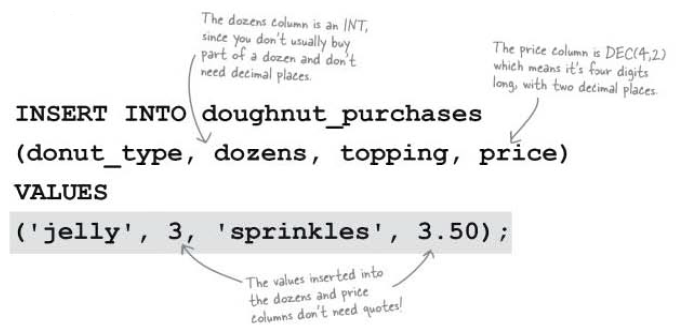 The dozens column is an INT,
since you don't usually buy
part of a dozen and don't
need decimal places.
The price column is DEC(4,2)
which means it's four digits
long, with two decimal places.
INSERT INTO doughnut_purchases
(donut_type, dozens, topping, price)
VALUES
('jelly', 3, 'sprinkles', 3.50);
The values inserted into
the dozens and price
columns don't need quotes!